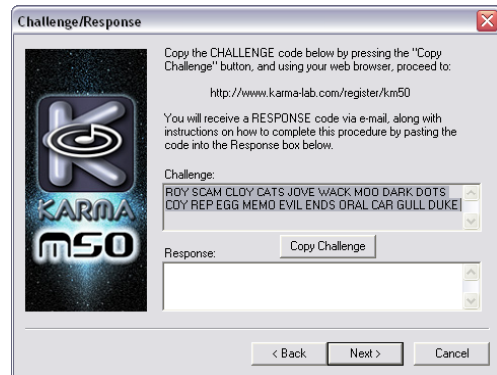 Challenge/Response
Copy the CHALLENGE code below by pressing the "Copy
Challenge" button, and using your web browser, proceed to:
http://www.karma-lab.com/register/km50
You will receive a RESPONSE code via e-mail, along with
instructions on how to complete this procedure by pasting the
code into the Response box below.
Challenge:
ROY SCAM CLOY CATS JOVE WACK MOO DARK DOTS
COY REP EGG MEMO EVIL ENDS ORAL CAR GULL DUKE
KARMA
M50
Copy Challenge
Response:
< Back
Next >
Cancel